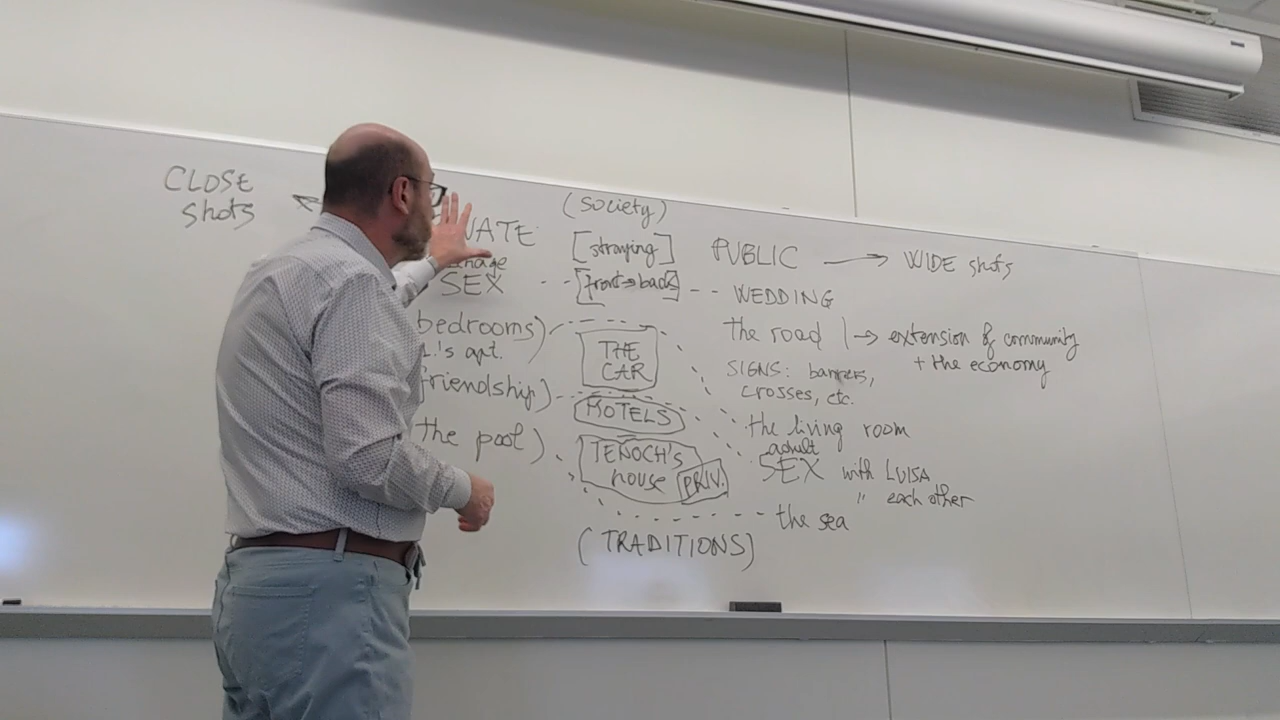 CLOSE
shots
VATE
SEX
bedrooms)
L.'s apt.
friendship)
the pool)
(society)
[straying]
[front→back]
THE
CAR
MOTELS
TENOCH's
house PRIV.
(TRADITIONS)
PUBLIC → WIDE shots
WEDDING
the road | → extension of community
+ the economy
SIGNS: banners,
crosses, etc.
the living room
adult
SEX with LUISA
" each other
the sea